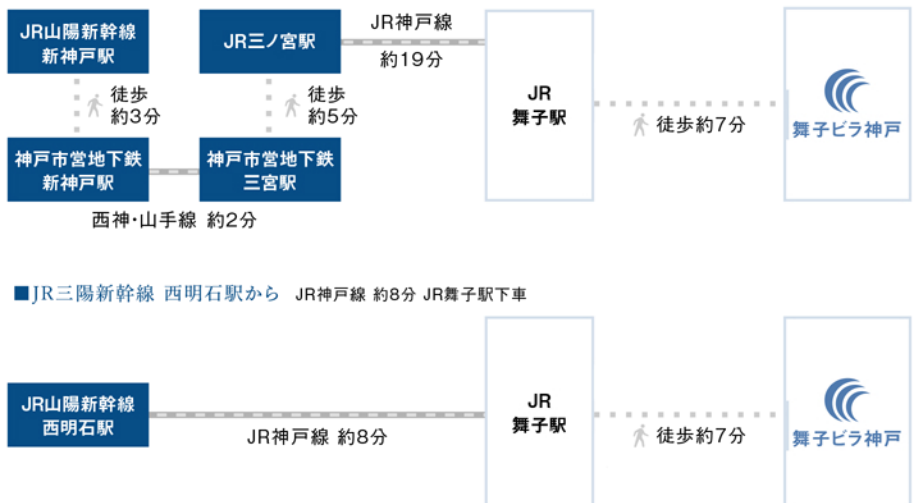 JR山陽新幹線
新神戸駅
JR三ノ宮駅
JR神戸線
約19分
徒歩
約3分
徒歩
約5分
神戸市営地下鉄
新神戸駅
神戸市営地下鉄
三宮駅
西神・山手線 約2分
JR
舞子駅
徒歩約7分
舞子ビラ神戸
■JR三陽新幹線 西明石駅から JR神戸線 約8分 JR舞子駅下車
JR山陽新幹線
西明石駅
JR神戸線 約8分
JR
舞子駅
徒歩約7分
舞子ビラ神戸